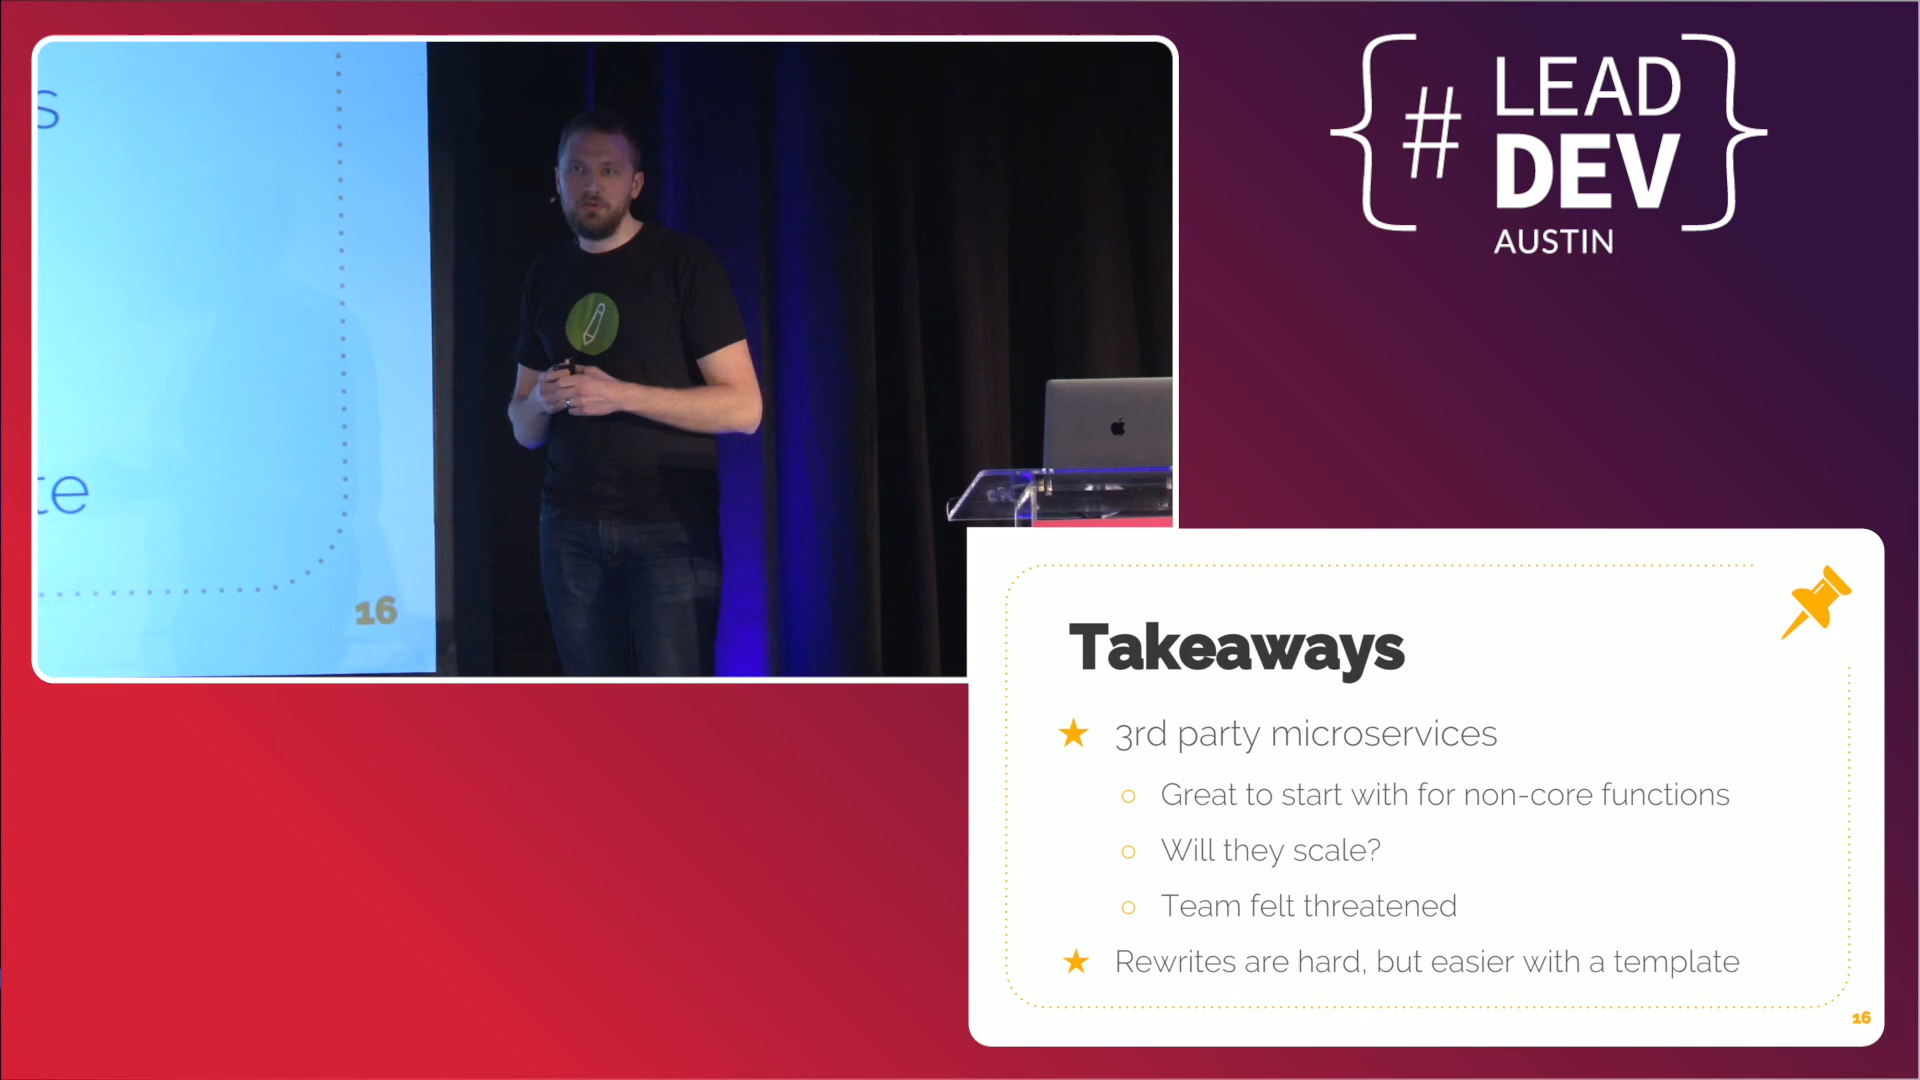 s
te
16
# LEAD
DEV
AUSTIN
Takeaways
3rd party microservices
Great to start with for non-core functions
Will they scale?
Team felt threatened
Rewrites are hard, but easier with a template
16